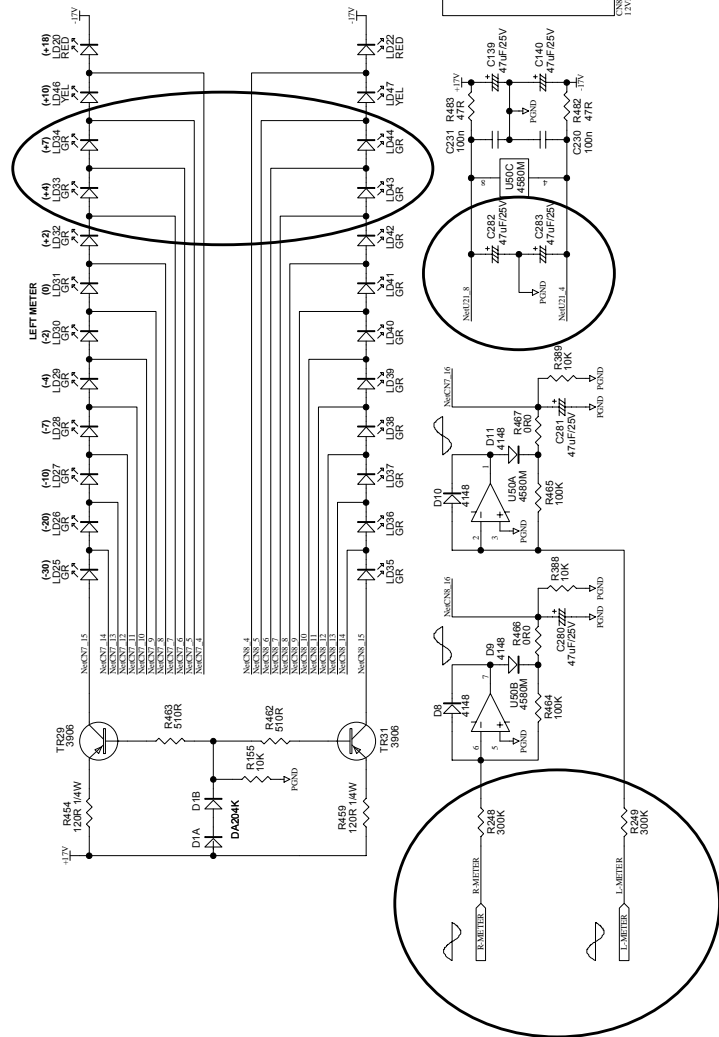 CN8
12V
-17V
(+18)
LD20
RED
(+10)
LD46
YEL
(+7)
LD34
GR
(+4)
LD33
GR
(+2)
LD32
GR
LEFT METER
(0)
LD31
GR
(-2)
LD30
GR
(-4)
LD29
GR
(-7)
LD28
GR
(-10)
LD27
GR
(-20)
LD26
GR
(-30)
LD25
GR
-17V
LD22
RED
LD47
YEL
LD44
GR
LD43
GR
LD42
GR
LD41
GR
LD40
GR
LD39
GR
LD38
GR
LD37
GR
LD36
GR
LD35
GR
NetCN7_15
NetCN7_14
NetCN7_13
NetCN7_12
NetCN7_11
NetCN7_10
NetCN7_9
NetCN7_8
NetCN7_7
NetCN7_6
NetCN7_5
NetCN7_4
NetCN8_4
NetCN8_5
NetCN8_6
NetCN8_7
NetCN8_8
NetCN8_9
NetCN8_10
NetCN8_11
NetCN8_12
NetCN8_13
NetCN8_14
NetCN8_15
TR29
3906
R463
510R
R462
510R
TR31
3906
R155
10K
PGND
R454
120R 1/4W
D1A
D1B
DA204K
R459
120R 1/4W
+17V
+17V
C139
47uF/25V
C140
47uF/25V
-17V
R483
47R
PGND
R482
47R
C231
100n
C230
100n
8
U50C
4580M
4
C282
47uF/25V
C283
47uF/25V
PGND
NetU21_8
NetU21_4
NetCN7_16
R389
10K
PGND
R467
0R0
C281
47uF/25V
PGND
D10
4148
D11
4148
1
U50A
4580M
2
3
PGND
R465
100K
NetCN8_16
R388
10K
PGND
R466
0R0
C280
47uF/25V
PGND
D8
4148
D9
4148
7
U50B
4580M
6
5
PGND
R464
100K
R248
300K
R249
300K
R-METER
R-METER
L-METER
L-METER